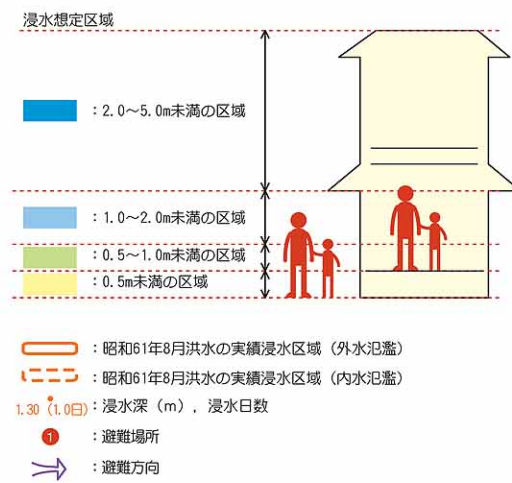 浸水想定区域
：2.0～5.0m未満の区域
：1.0～2.0m未満の区域
：0.5～1.0m未満の区域
：0.5m未満の区域
：昭和61年8月洪水の実績浸水区域（外水氾濫）
：昭和61年8月洪水の実績浸水区域（内水氾濫）
1.30（1.0日）：浸水深（m），浸水日数
1：避難場所
：避難方向